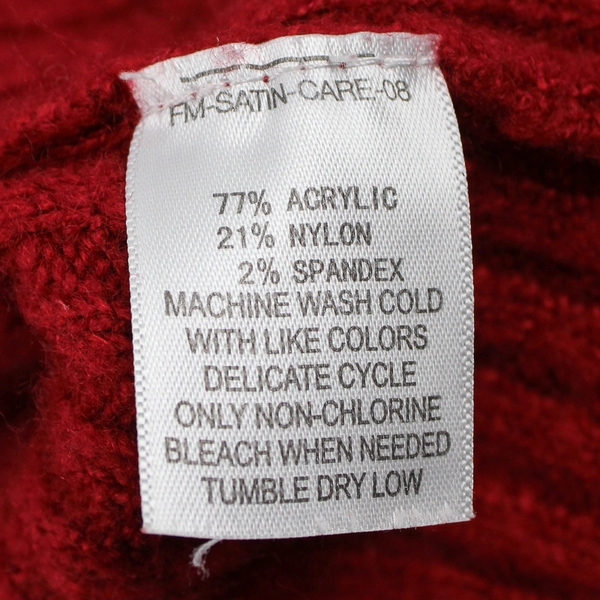 FM-SATIN-CARE-08
77% ACRYLIC
21% NYLON
2% SPANDEX
MACHINE WASH COLD
WITH LIKE COLORS
DELICATE CYCLE
ONLY NON-CHLORINE
BLEACH WHEN NEEDED
TUMBLE DRY LOW